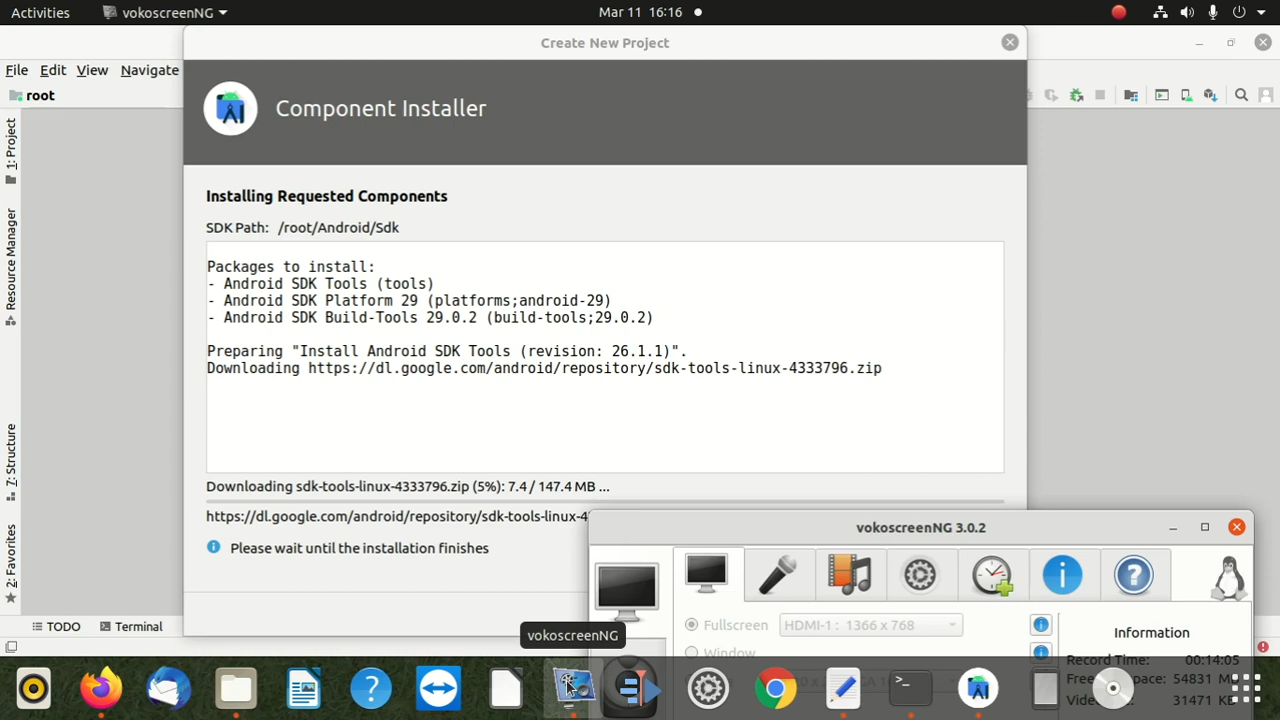 Activities
vokoscreenNG
Mar 11 16:16
Create New Project
File Edit View Navigate
root
Component Installer
1: Project
Resource Manager
Z: Structure
2: Favorites
Installing Requested Components
SDK Path: /root/Android/Sdk
Packages to install:
- Android SDK Tools (tools)
- Android SDK Platform 29 (platforms;android-29)
- Android SDK Build-Tools 29.0.2 (build-tools;29.0.2)
Preparing "Install Android SDK Tools (revision: 26.1.1)".
Downloading https://dl.google.com/android/repository/sdk-tools-linux-4333796.zip
Downloading sdk-tools-linux-4333796.zip (5%): 7.4 / 147.4 MB ...
https://dl.google.com/android/repository/sdk-tools-linux-4
Please wait until the installation finishes
vokoscreenNG 3.0.2
Fullscreen
HDMI-1 : 1366 x 768
Window
Information
Record Time: 00:14:05
54831 M
31471 K
TODO
Terminal
vokoscreenNG